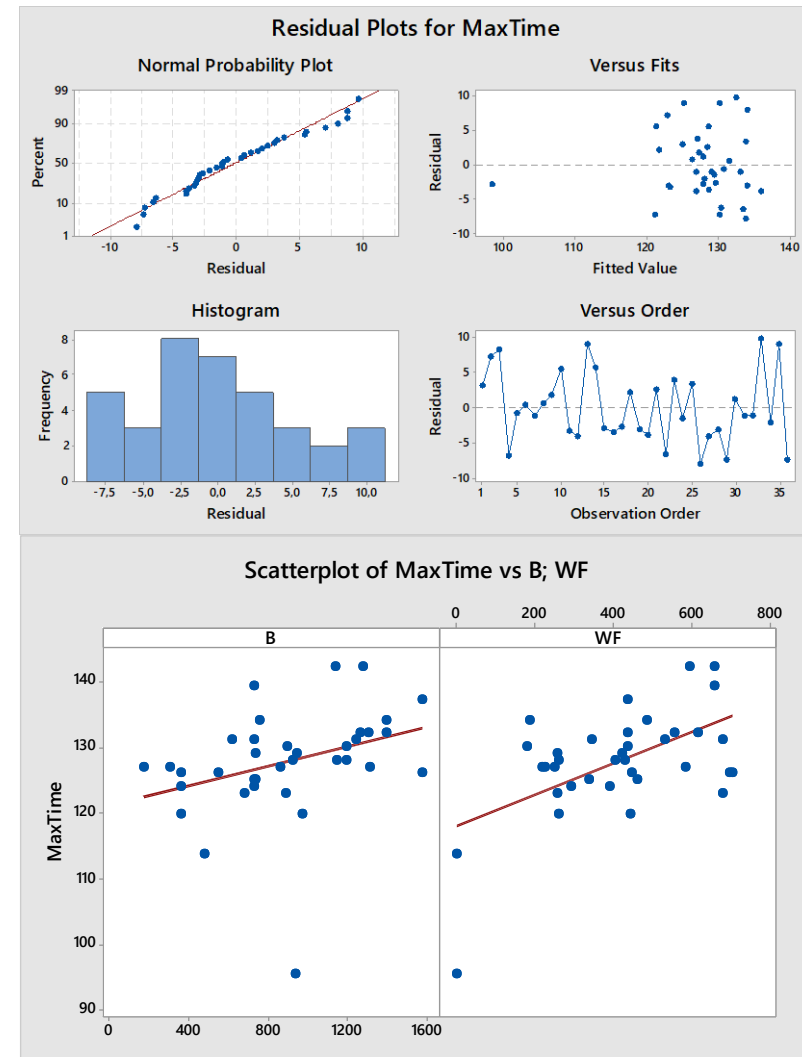 Residual Plots for MaxTime
Normal Probability Plot
99
90
50
10
1
Percent
-10 -5 0 5 10
Residual
Versus Fits
10
5
0
-5
-10
Residual
100 110 120 130 140
Fitted Value
Histogram
8
6
4
2
0
Frequency
-7,5 -5,0 -2,5 0,0 2,5 5,0 7,5 10,0
Residual
Versus Order
10
5
0
-5
-10
Residual
1 5 10 15 20 25 30 35
Observation Order
Scatterplot of MaxTime vs B; WF
0 200 400 600 800
B WF
140
130
120
110
100
90
MaxTime
0 400 800 1200 1600